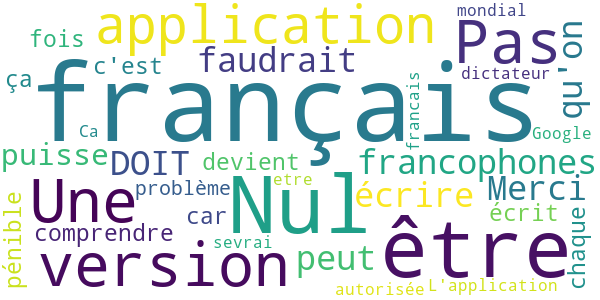 application
mondial
fois
Pas
qu'on
c'est
faudrait
ça
dictateur
français
francais
Ca
Google
puisse
DOIT
devient
francophones
etre
Une
problème
Nul
écrire
Merci
chaque
pénible
car
écrit
comprendre
être
sevrai
version
peut
autorisée
L'application